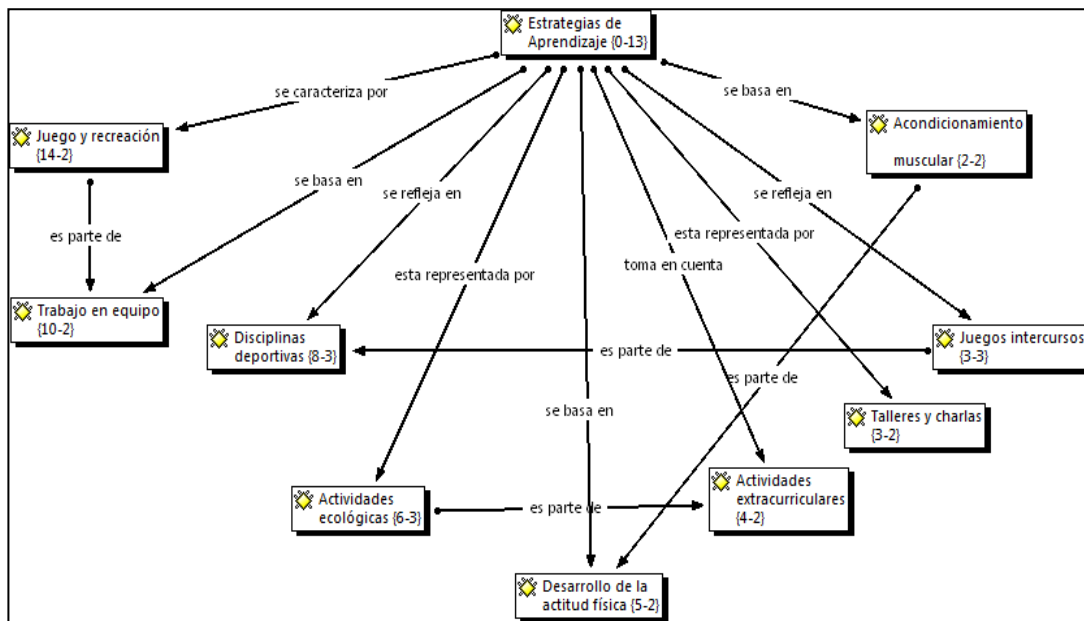 Estrategias de
Aprendizaje {0-13}
se caracteriza por
se basa en
Juego y recreación
{14-2}
Acondicionamiento
muscular {2-2}
se basa en
se refleja en
se refleja en
es parte de
esta representada por
toma en cuenta
esta representada por
Trabajo en equipo
{10-2}
Disciplinas
deportivas {8-3}
es parte de
Juegos intercursos
{3-3}
es parte de
se basa en
Talleres y charlas
{3-2}
Actividades
ecológicas {6-3}
es parte de
Actividades
extracurriculares
{4-2}
Desarrollo de la
actitud física {5-2}